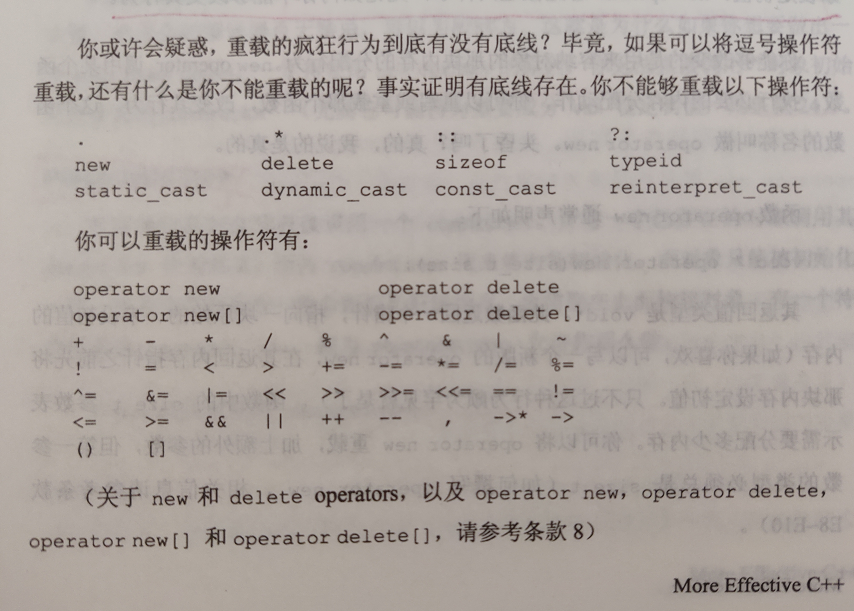 你或许会疑惑，重载的疯狂行为到底有没有底线？毕竟，如果可以将逗号操作符
重载，还有什么是你不能重载的呢？事实证明有底线存在。你不能够重载以下操作符：
. .* :: ?:
new delete sizeof typeid
static_cast dynamic_cast const_cast reinterpret_cast
你可以重载的操作符有：
operator new operator delete
operator new[] operator delete[]
+ - * / % ^ & | ~
! = < > += -= *= /= %=
^= &= |= << >> >>= <<= == !=
<= >= && || ++ -- , ->* ->
() []
（关于 new 和 delete operators，以及 operator new，operator delete，
operator new[] 和 operator delete[]，请参考条款 8）
More Effective C++